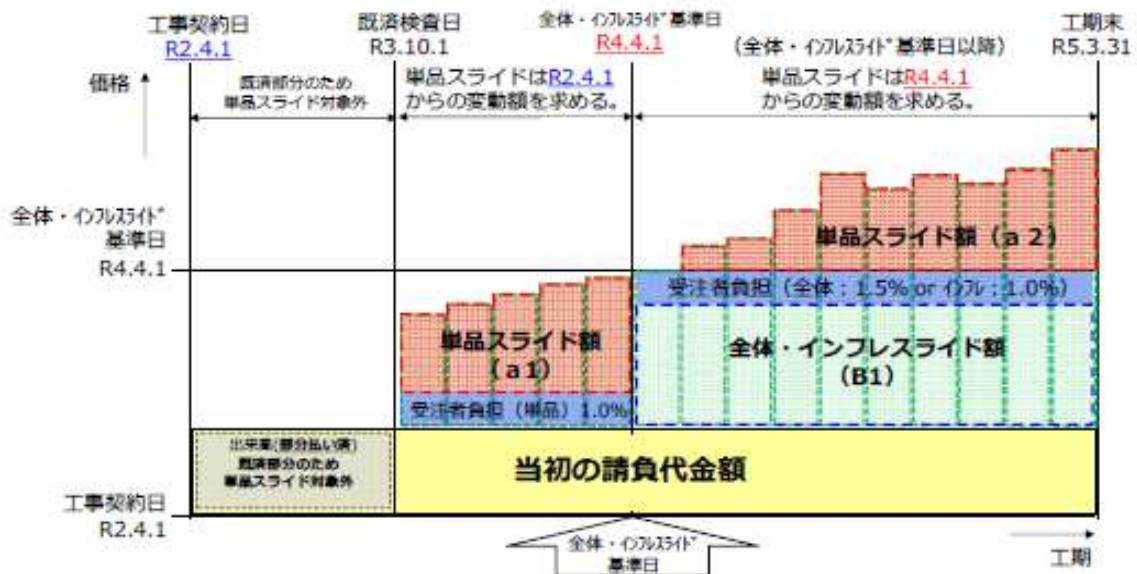 工事契約日
R2.4.1
既済検査日
R3.10.1
全体・ｲﾝﾌﾚｽﾗｲﾄﾞ基準日
R4.4.1
(全体・ｲﾝﾌﾚｽﾗｲﾄﾞ基準日以降)
工期末
R5.3.31
価格
既済部分のため
単品スライド対象外
単品スライドはR2.4.1
からの変動額を求める。
単品スライドはR4.4.1
からの変動額を求める。
全体・ｲﾝﾌﾚｽﾗｲﾄﾞ
基準日
R4.4.1
単品スライド額（a 2）
受注者負担（全体：1.5% or ｲﾝﾌﾚ：1.0%）
単品スライド額
（a1）
全体・インフレスライド額
（B1）
受注者負担（単品）1.0%
出来高(部分払い済)
既済部分のため
単品スライド対象外
当初の請負代金額
工事契約日
R2.4.1
全体・ｲﾝﾌﾚｽﾗｲﾄﾞ
基準日
工期